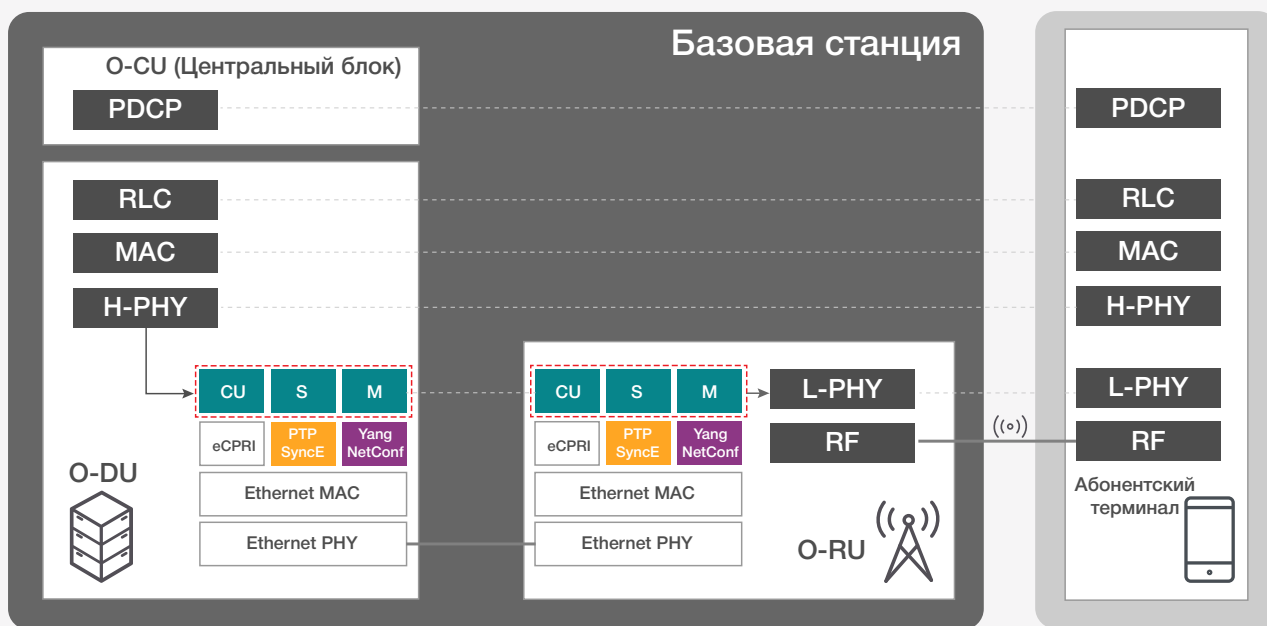 Базовая станция
O-CU (Центральный блок)
PDCP
RLC
MAC
H-PHY
CU
S
M
eCPRI
PTP
SyncE
Yang
NetConf
Ethernet MAC
Ethernet PHY
O-DU
CU
S
M
eCPRI
PTP
SyncE
Yang
NetConf
Ethernet MAC
Ethernet PHY
L-PHY
RF
O-RU
PDCP
RLC
MAC
H-PHY
L-PHY
RF
Абонентский
терминал